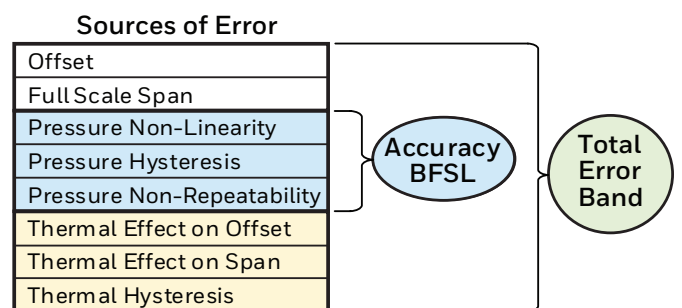 Sources of Error
Offset
Full Scale Span
Pressure Non-Linearity
Pressure Hysteresis
Pressure Non-Repeatability
Thermal Effect on Offset
Thermal Effect on Span
Thermal Hysteresis
Accuracy
BFSL
Total
Error
Band